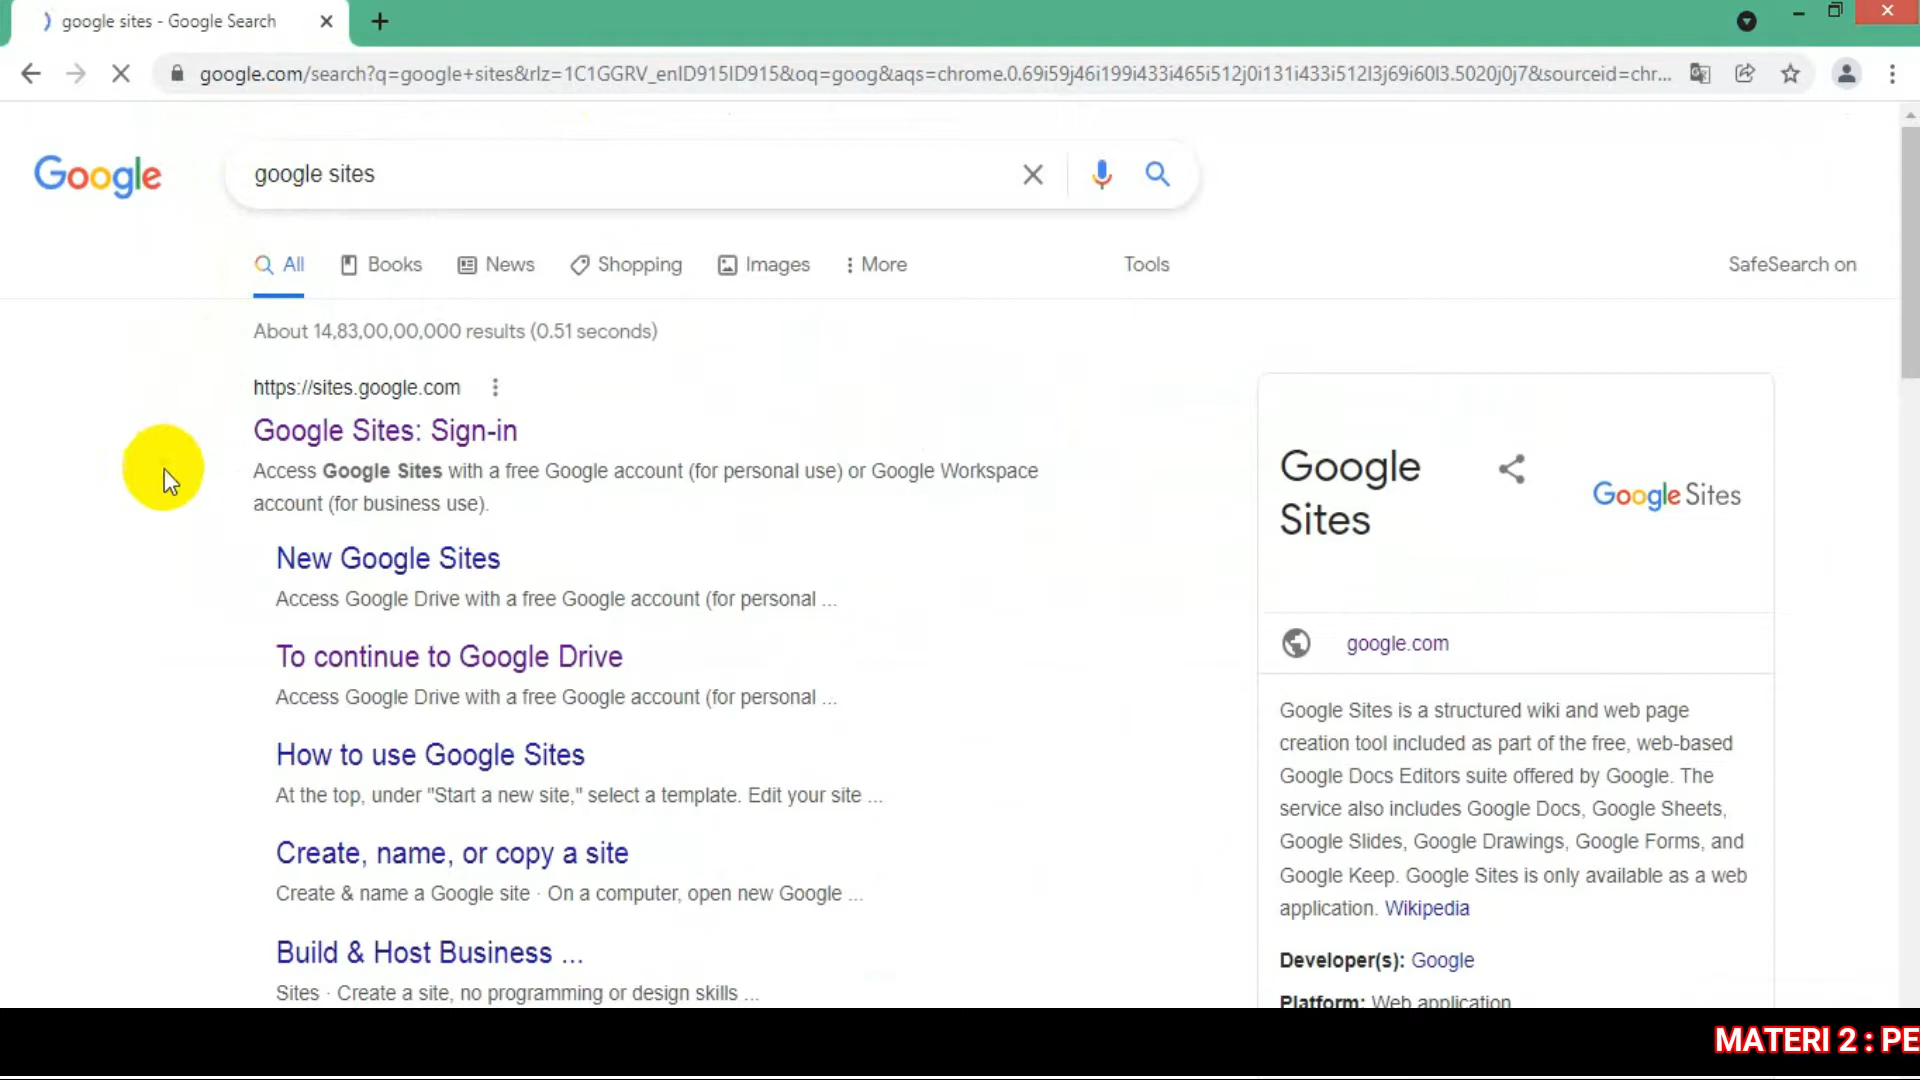 google sites - Google Search
google.com/search?q=google+sites&rlz=1C1GGRV_enID915ID915&oq=goog&aqs=chrome.0.69i59j46i199i433i465i512j0i131i433i512l3j69i60l3.5020j0j7&sourceid=chr...
Google
google sites
All
Books
News
Shopping
Images
More
Tools
SafeSearch on
About 14,83,00,00,000 results (0.51 seconds)
https://sites.google.com
Google Sites: Sign-in
Access Google Sites with a free Google account (for personal use) or Google Workspace
account (for business use).
New Google Sites
Access Google Drive with a free Google account (for personal ...
To continue to Google Drive
Access Google Drive with a free Google account (for personal ...
How to use Google Sites
At the top, under "Start a new site," select a template. Edit your site ...
Create, name, or copy a site
Create & name a Google site · On a computer, open new Google ...
Build & Host Business ...
Sites · Create a site, no programming or design skills ...
Google
Sites
Google Sites
google.com
Google Sites is a structured wiki and web page
creation tool included as part of the free, web-based
Google Docs Editors suite offered by Google. The
service also includes Google Docs, Google Sheets,
Google Slides, Google Drawings, Google Forms, and
Google Keep. Google Sites is only available as a web
application. Wikipedia
Developer(s): Google
Platform: Web application
MATERI 2 : PE